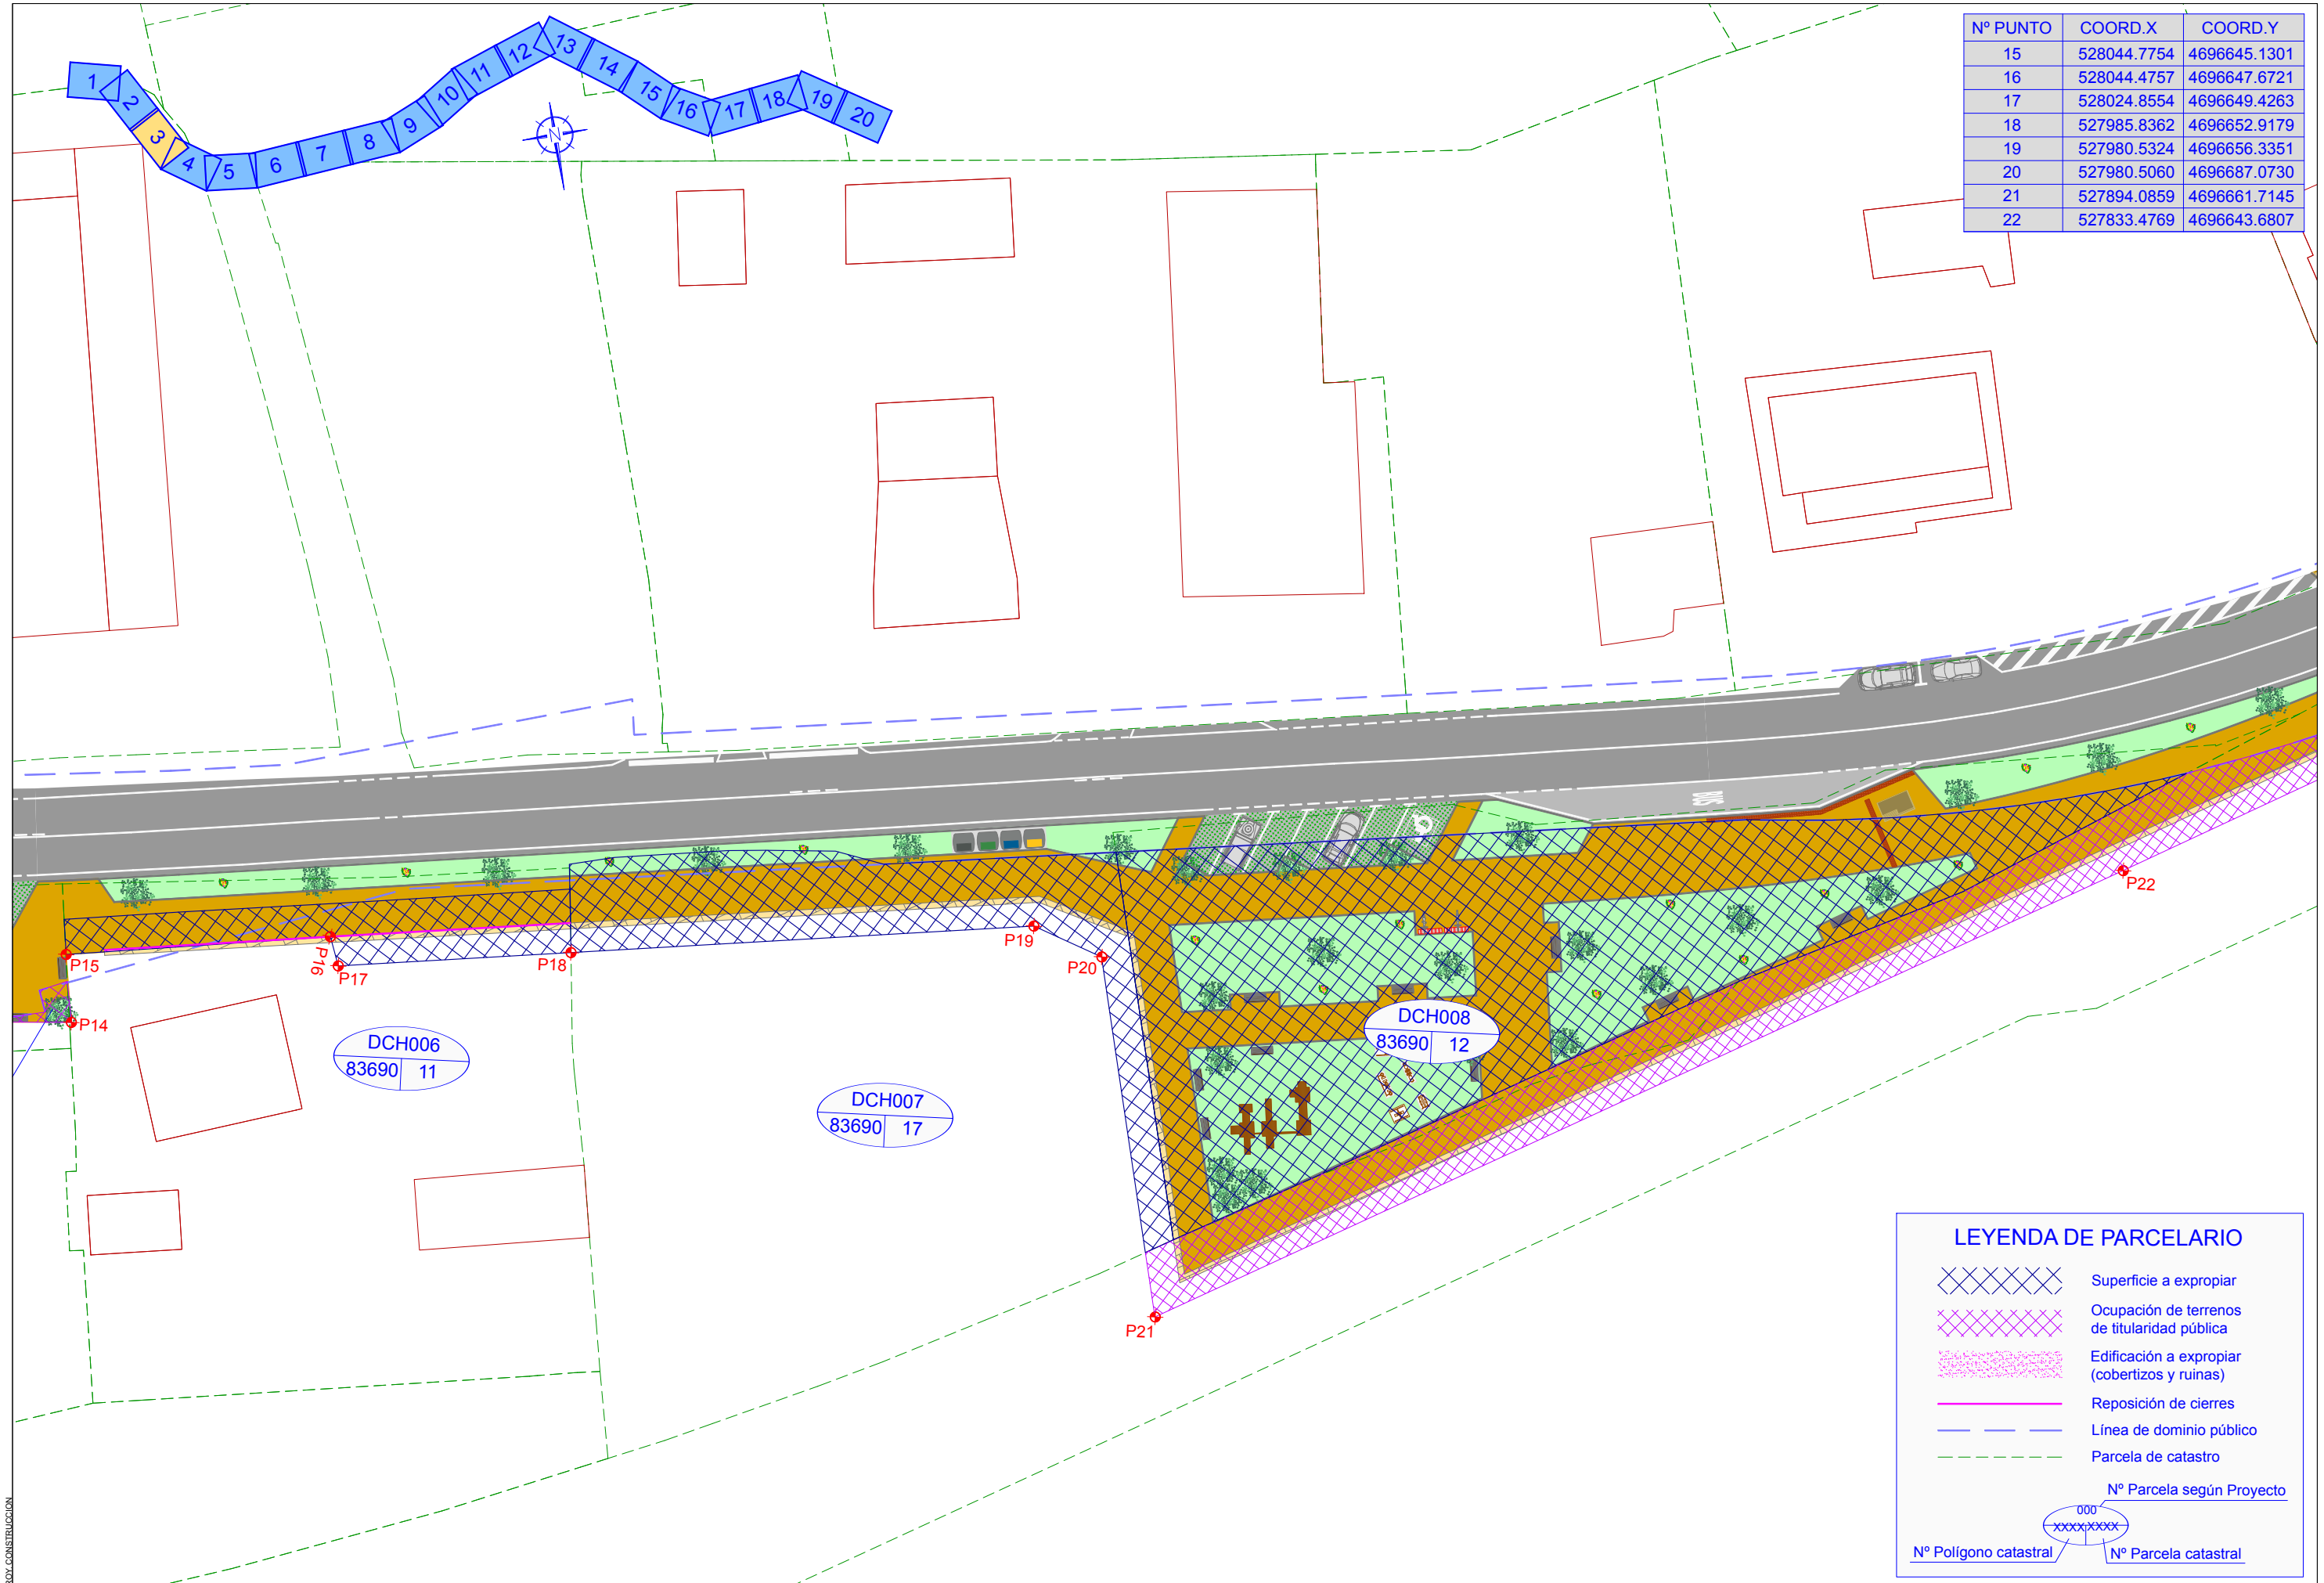 1
2
3
4
5
6
7
8
9
10
11
12
13
14
15
16
17
18
19
20
N
Nº PUNTO COORD.X COORD.Y
15 528044.7754 4696645.1301
16 528044.4757 4696647.6721
17 528024.8554 4696649.4263
18 527985.8362 4696652.9179
19 527980.5324 4696656.3351
20 527980.5060 4696687.0730
21 527894.0859 4696661.7145
22 527833.4769 4696643.6807
BUS
P22
P19
P20
P18
P16
P17
P15
P14
DCH006
83690 11
DCH007
83690 17
DCH008
83690 12
P21
LEYENDA DE PARCELARIO
Superficie a expropiar
Ocupación de terrenos
de titularidad pública
Edificación a expropiar
(cobertizos y ruinas)
Reposición de cierres
Línea de dominio público
Parcela de catastro
Nº Parcela según Proyecto
000
XXXX XXXX
Nº Polígono catastral
Nº Parcela catastral
CONSTRUCCION